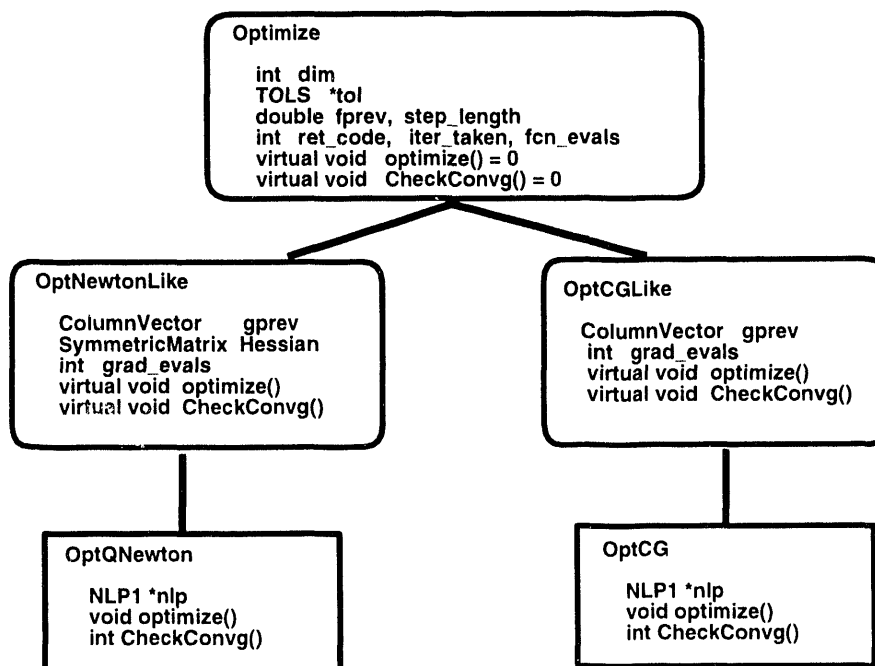 Optimize
int dim
TOLS *tol
double fprev, step_length
int ret_code, iter_taken, fcn_evals
virtual void optimize() = 0
virtual void CheckConvg() = 0
OptNewtonLike
ColumnVector gprev
SymmetricMatrix Hessian
int grad_evals
virtual void optimize()
virtual void CheckConvg()
OptCGLike
ColumnVector gprev
int grad_evals
virtual void optimize()
virtual void CheckConvg()
OptQNewton
NLP1 *nlp
void optimize()
int CheckConvg()
OptCG
NLP1 *nlp
void optimize()
int CheckConvg()